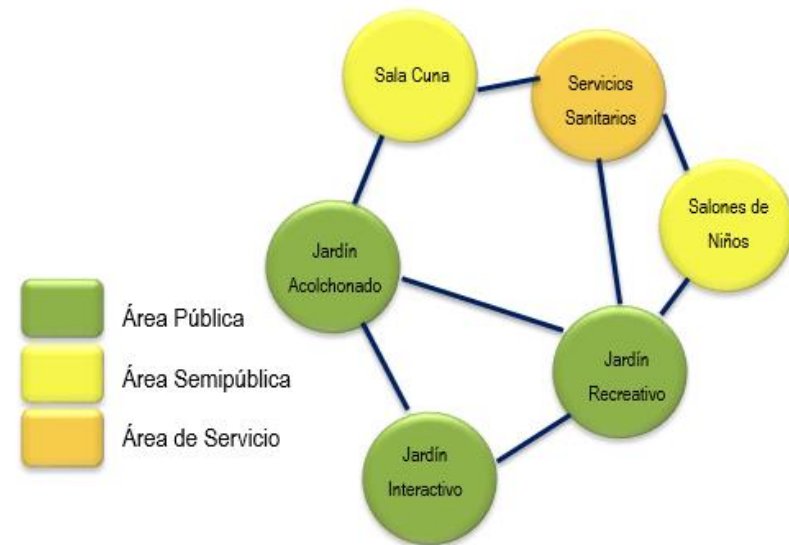 Sala Cuna
Servicios
Sanitarios
Salones de
Niños
Jardín
Acolchonado
Área Pública
Jardín
Recreativo
Área Semipública
Área de Servicio
Jardín
Interactivo